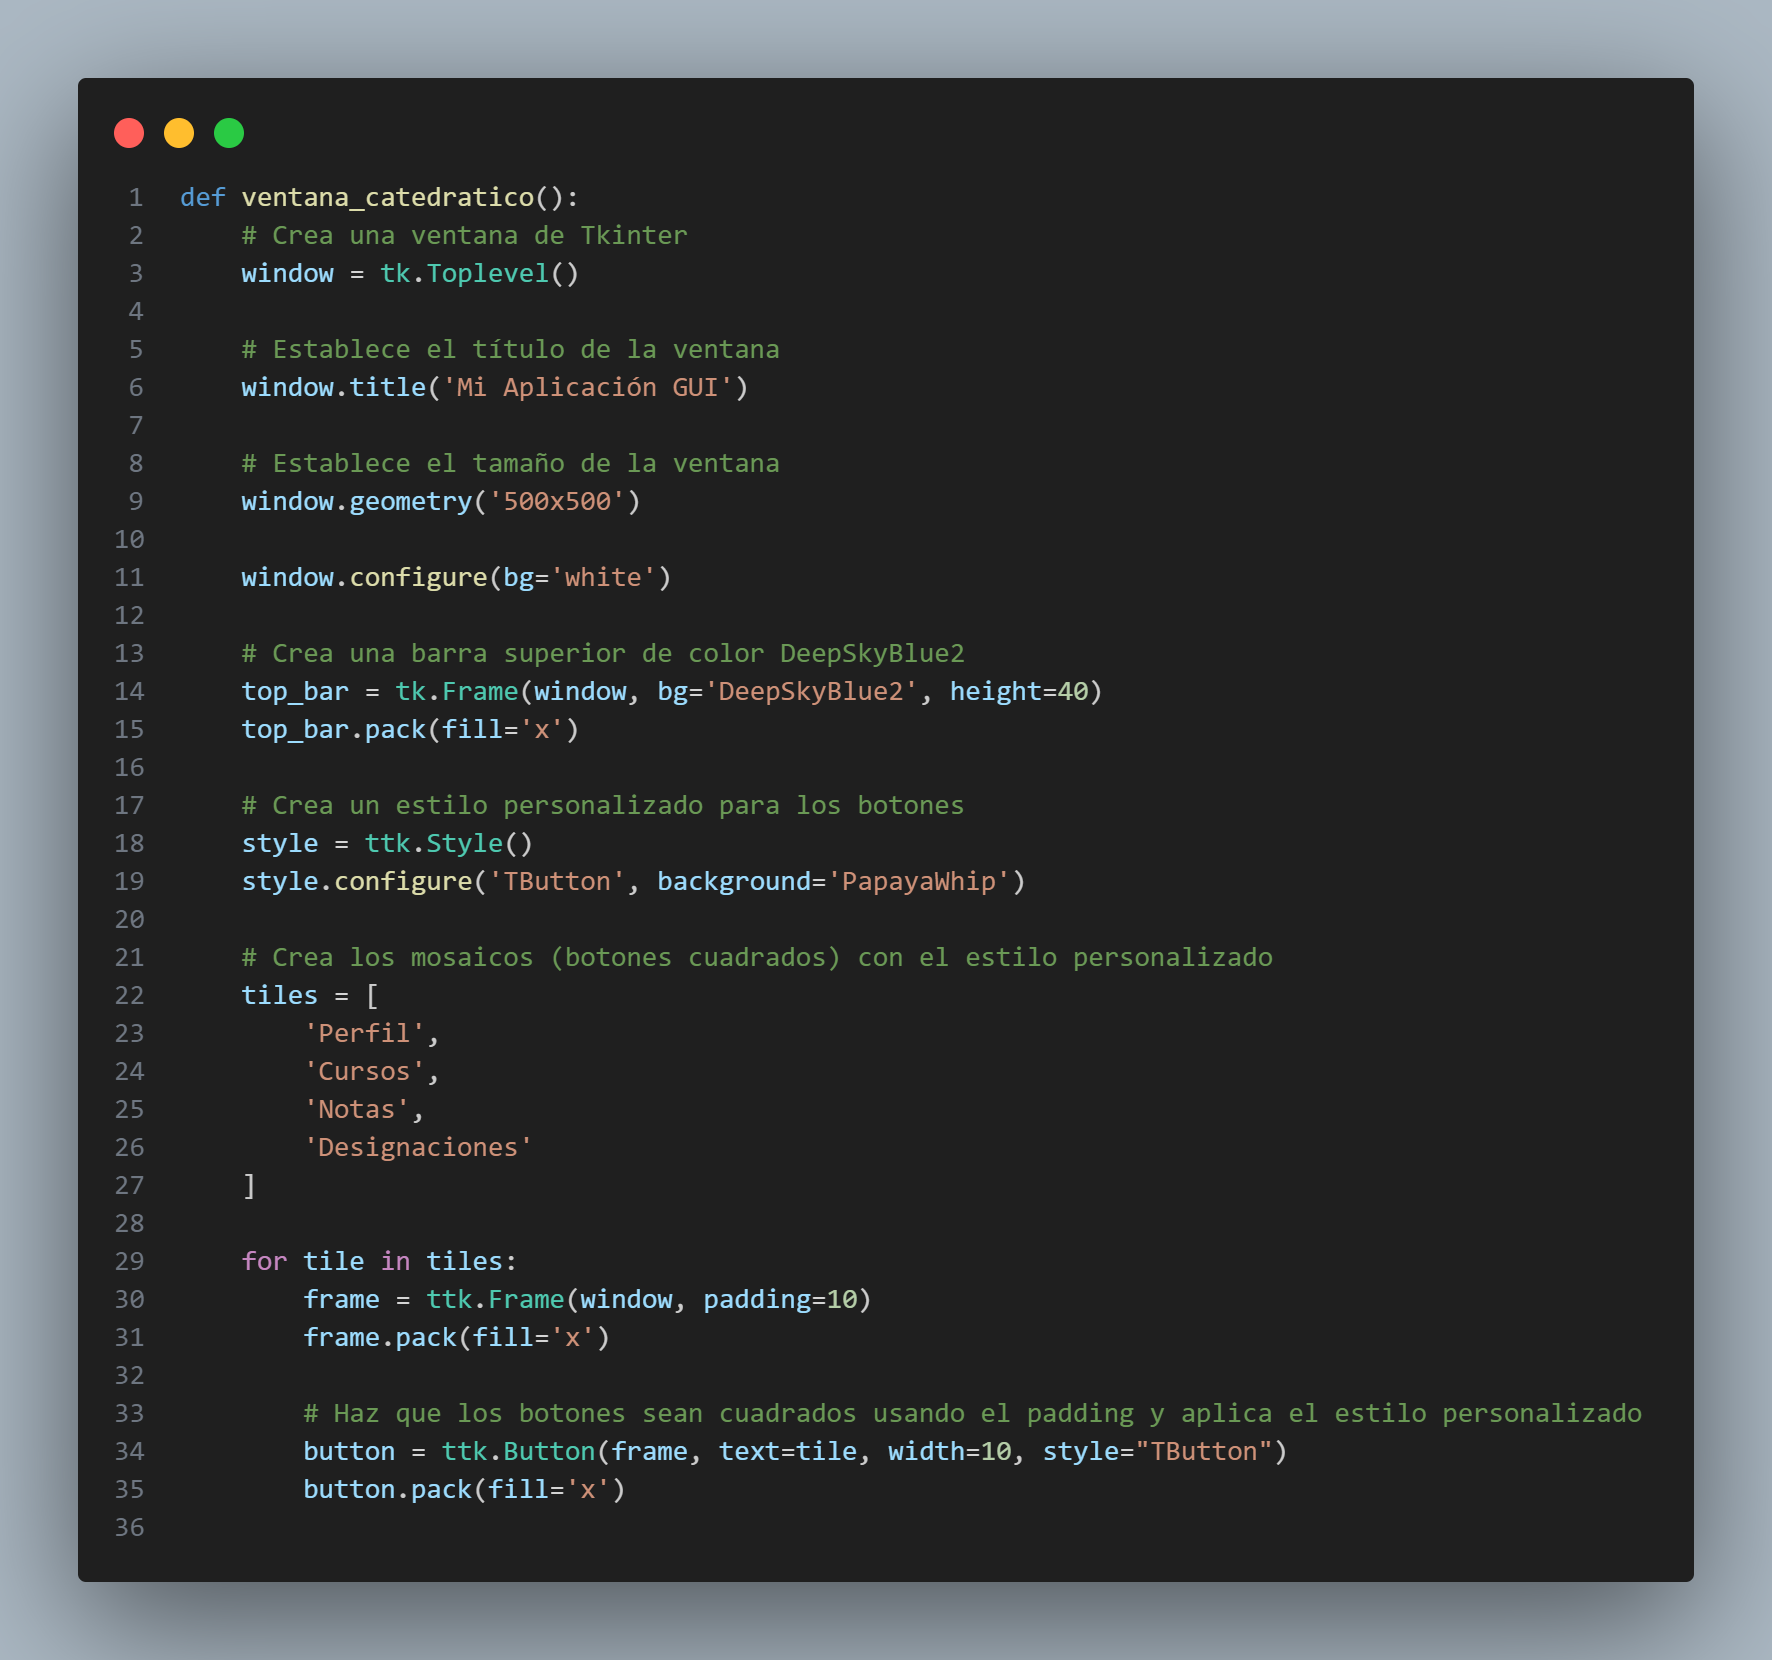 1 def ventana_catedratico():
2     # Crea una ventana de Tkinter
3     window = tk.Toplevel()
4
5     # Establece el título de la ventana
6     window.title('Mi Aplicación GUI')
7
8     # Establece el tamaño de la ventana
9     window.geometry('500x500')
10
11     window.configure(bg='white')
12
13     # Crea una barra superior de color DeepSkyBlue2
14     top_bar = tk.Frame(window, bg='DeepSkyBlue2', height=40)
15     top_bar.pack(fill='x')
16
17     # Crea un estilo personalizado para los botones
18     style = ttk.Style()
19     style.configure('TButton', background='PapayaWhip')
20
21     # Crea los mosaicos (botones cuadrados) con el estilo personalizado
22     tiles = [
23         'Perfil',
24         'Cursos',
25         'Notas',
26         'Designaciones'
27     ]
28
29     for tile in tiles:
30         frame = ttk.Frame(window, padding=10)
31         frame.pack(fill='x')
32
33         # Haz que los botones sean cuadrados usando el padding y aplica el estilo personalizado
34         button = ttk.Button(frame, text=tile, width=10, style="TButton")
35         button.pack(fill='x')
36